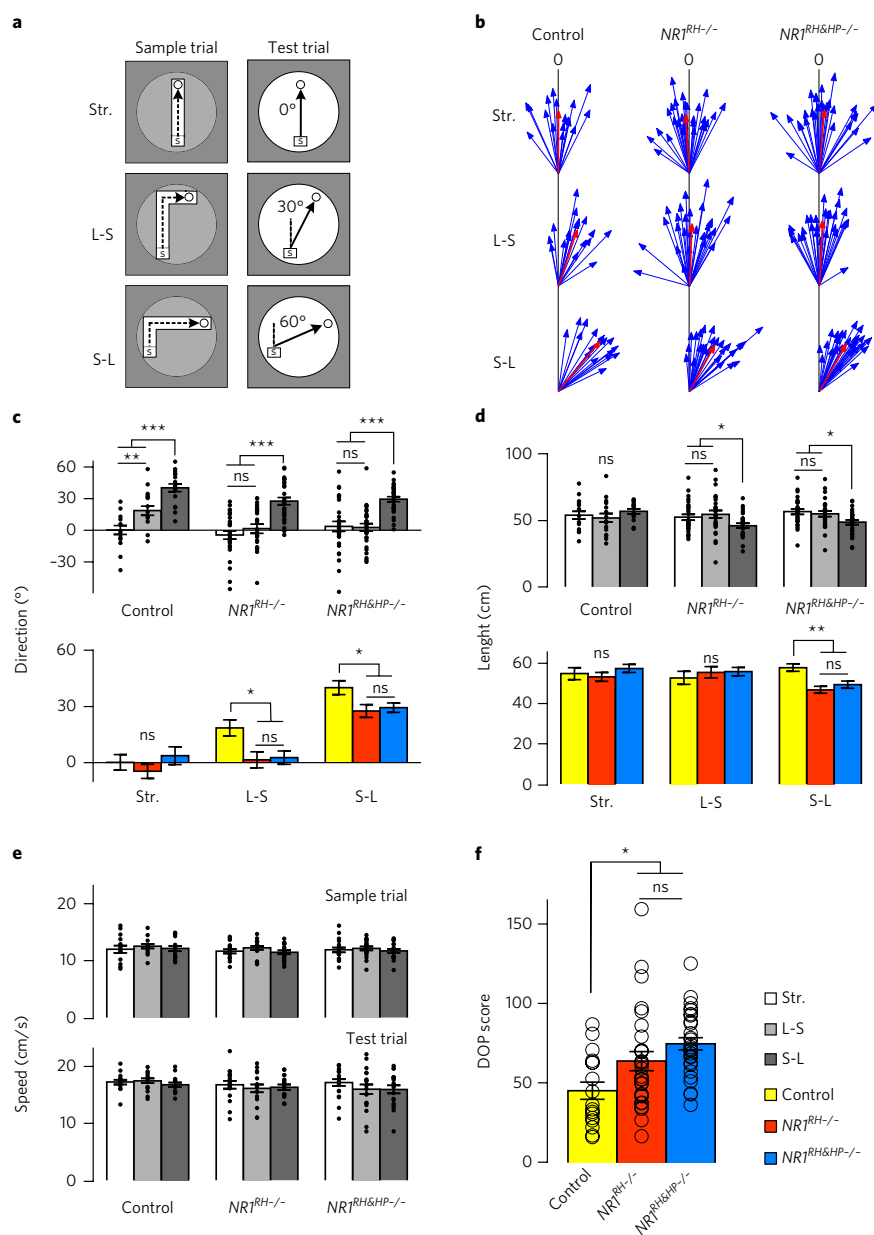 a
Sample trial Test trial
Str. S 0° S
L-S S 30° S
S-L S 60° S
b
Control NR1RH−/− NR1RH&HP−/−
0 0 0
Str.
L-S
S-L
c
Direction (°)
*** *** ***
** ns ns
60
30
0
−30
Control NR1RH−/− NR1RH&HP−/−
60
30
0
ns * ns * ns
Str. L-S S-L
d
Lenght (cm)
100
50
0
ns ns * ns *
Control NR1RH−/− NR1RH&HP−/−
60
40
20
0
ns ns ** ns
Str. L-S S-L
e
Speed (cm/s)
Sample trial
20
10
0
Test trial
20
10
0
Control NR1RH−/− NR1RH&HP−/−
f
DOP score
*
ns
150
100
50
0
Control NR1RH−/− NR1RH&HP−/−
Str.
L-S
S-L
Control
NR1RH−/−
NR1RH&HP−/−